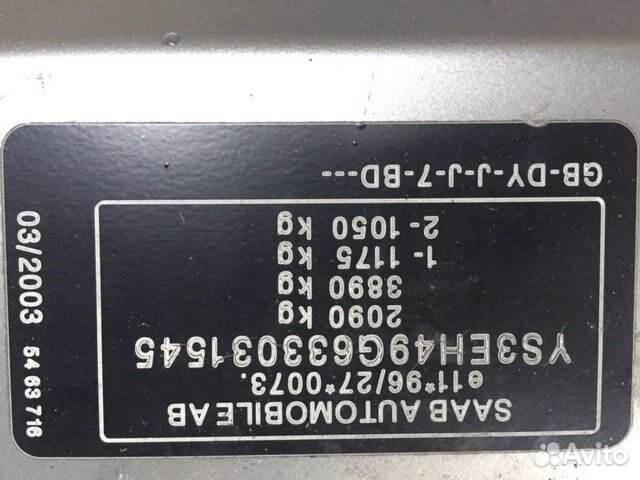 SAAB AUTOMOBILE AB
e11*96/27*0073.
YS3EH49G633031545
2090 kg
3890 kg
1- 1175 kg
2- 1050 kg
GB-DY-J-J-7-BD---
03/2003 54 63 716
Avito